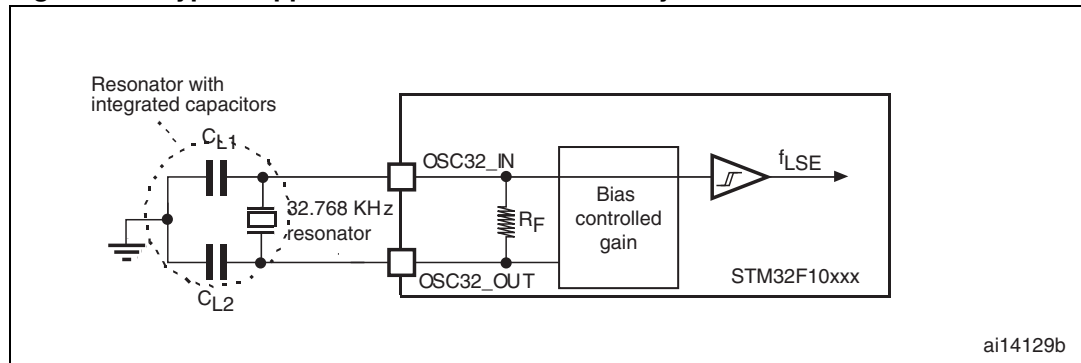 Resonator with
integrated capacitors
CL1
OSC32_IN
fLSE
32.768 KHz
resonator
RF
Bias
controlled
gain
OSC32_OUT
STM32F10xxx
CL2
ai14129b